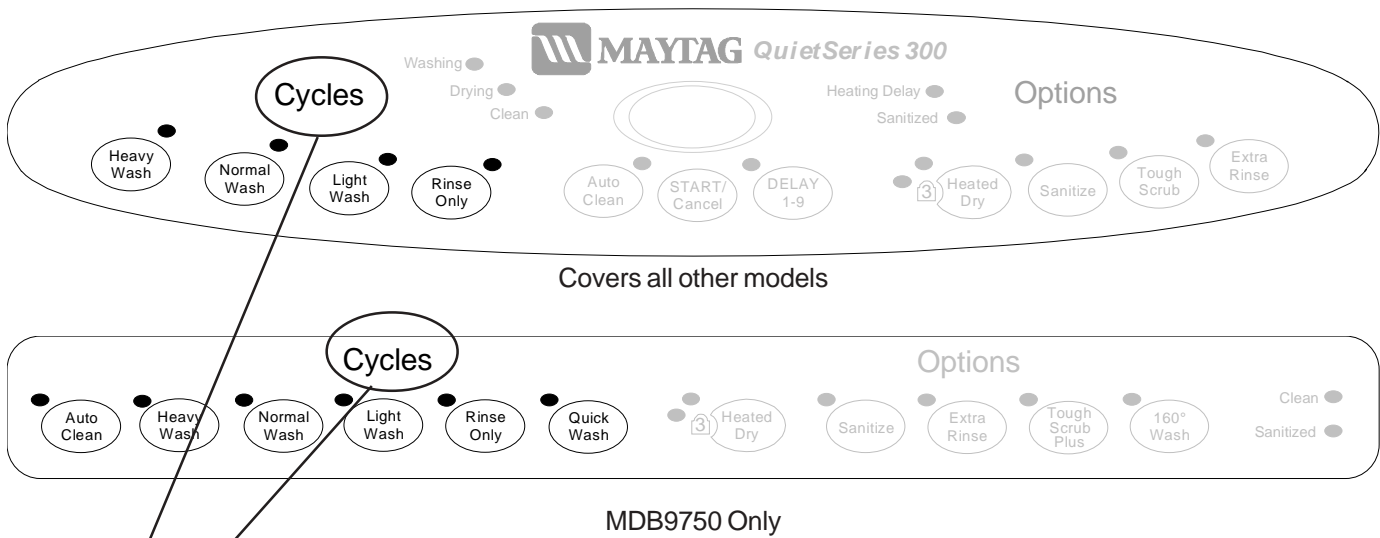 MAYTAG QuietSeries 300
Washing
Drying
Clean
Cycles
Heating Delay
Sanitized
Options
Heavy
Wash
Normal
Wash
Light
Wash
Rinse
Only
Auto
Clean
START/
Cancel
DELAY
1-9
3
Heated
Dry
Sanitize
Tough
Scrub
Extra
Rinse
Covers all other models
Cycles
Options
Auto
Clean
Heavy
Wash
Normal
Wash
Light
Wash
Rinse
Only
Quick
Wash
3
Heated
Dry
Sanitize
Extra
Rinse
Tough
Scrub
Plus
160°
Wash
Clean
Sanitized
MDB9750 Only